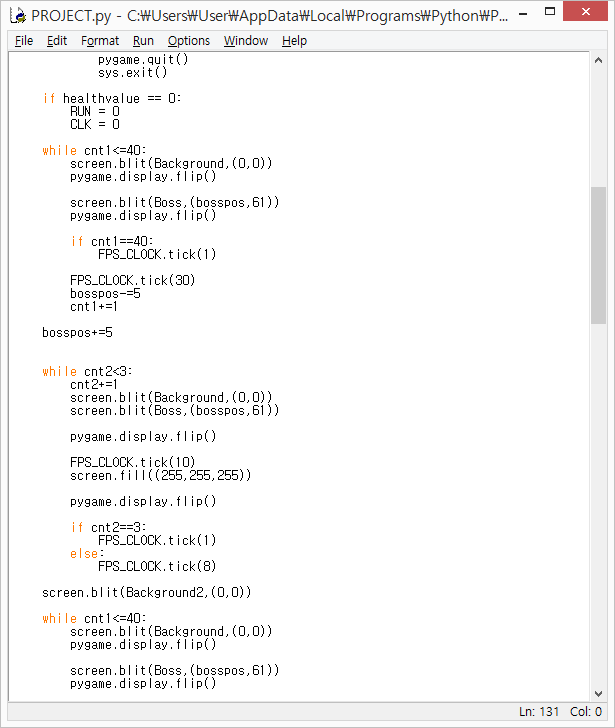 PROJECT.py - C:₩Users₩User₩AppData₩Local₩Programs₩Python₩P...
File Edit Format Run Options Window Help
pygame.quit()
sys.exit()
if healthvalue == 0:
RUN = 0
CLK = 0
while cnt1<=40:
screen.blit(Background,(0,0))
pygame.display.flip()
screen.blit(Boss,(bosspos,61))
pygame.display.flip()
if cnt1==40:
FPS_CLOCK.tick(1)
FPS_CLOCK.tick(30)
bosspos-=5
cnt1+=1
bosspos+=5
while cnt2<3:
cnt2+=1
screen.blit(Background,(0,0))
screen.blit(Boss,(bosspos,61))
pygame.display.flip()
FPS_CLOCK.tick(10)
screen.fill((255,255,255))
pygame.display.flip()
if cnt2==3:
FPS_CLOCK.tick(1)
else:
FPS_CLOCK.tick(8)
screen.blit(Background2,(0,0))
while cnt1<=40:
screen.blit(Background,(0,0))
pygame.display.flip()
screen.blit(Boss,(bosspos,61))
pygame.display.flip()
Ln: 131 Col: 0